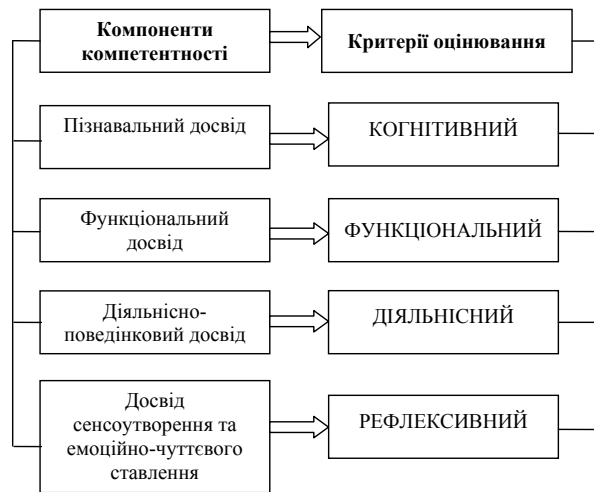 Компоненти
компетентності
Критерії оцінювання
Пізнавальний досвід
КОГНІТИВНИЙ
Функціональний
досвід
ФУНКЦІОНАЛЬНИЙ
Діяльнісно-
поведінковий досвід
ДІЯЛЬНІСНИЙ
Досвід
сенсоутворення та
емоційно-чуттєвого
ставлення
РЕФЛЕКСИВНИЙ